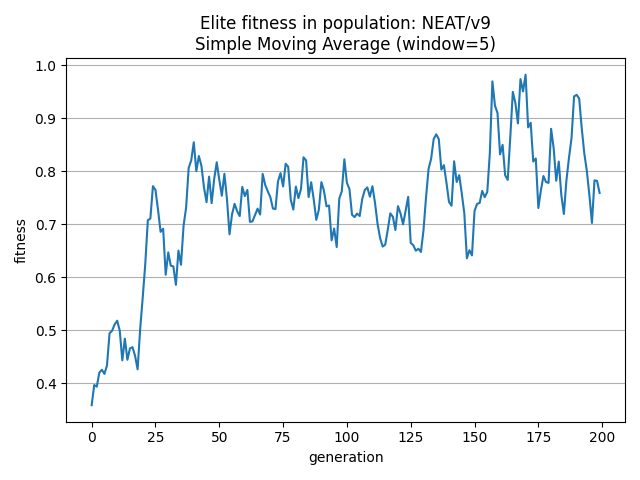 Elite fitness in population: NEAT/v9
Simple Moving Average (window=5)
1.0
0.9
0.8
0.7
0.6
0.5
0.4
fitness
0 25 50 75 100 125 150 175 200
generation